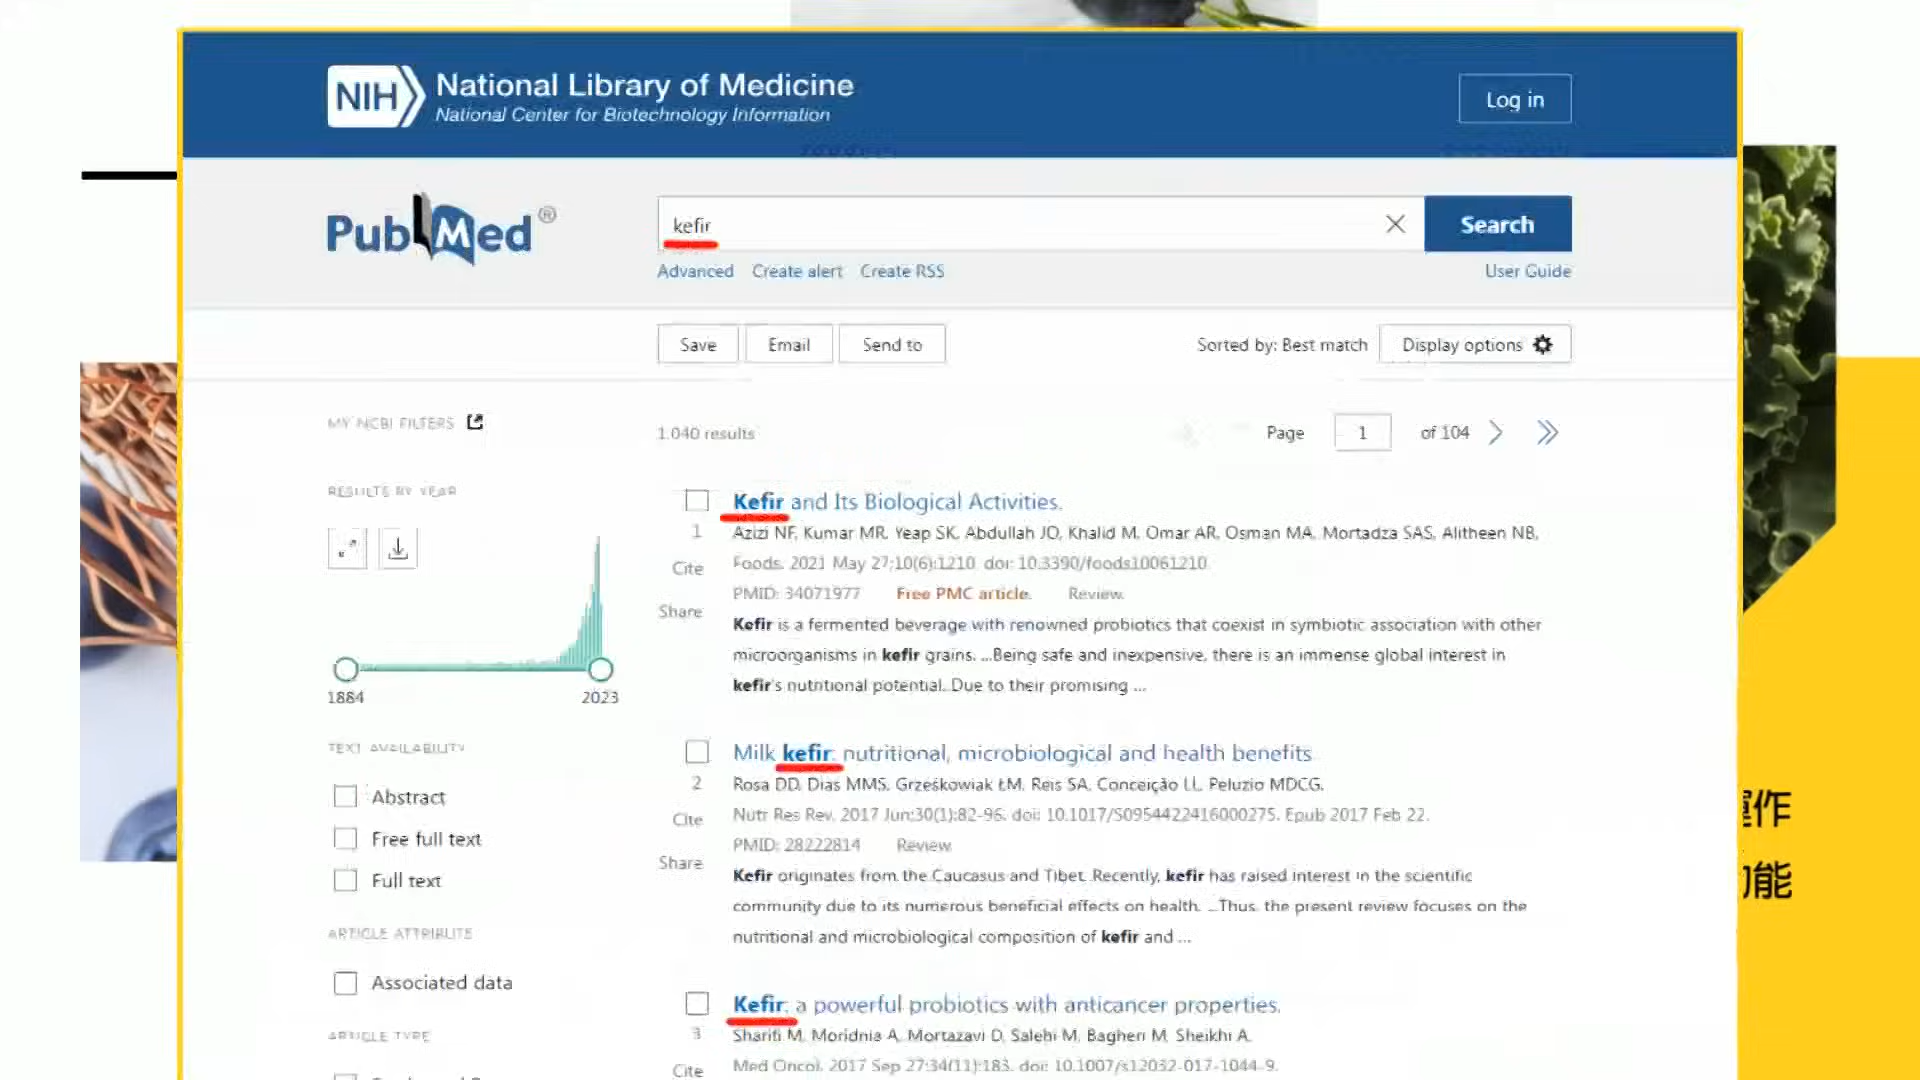 NIH National Library of Medicine
National Center for Biotechnology Information
Log in
PubMed®
kefir
Search
Advanced Create alert Create RSS
User Guide
Save Email Send to
Sorted by: Best match
Display options
MY NCBI FILTERS
1,040 results
Page 1 of 104
RESULTS BY YEAR
1884 2023
TEXT AVAILABILITY
Abstract
Free full text
Full text
ARTICLE ATTRIBUTE
Associated data
ARTICLE TYPE
Kefir and Its Biological Activities.
1
Azizi NF, Kumar MR, Yeap SK, Abdullah JO, Khalid M, Omar AR, Osman MA, Mortadza SAS, Alitheen NB.
Cite
Foods. 2021 May 27;10(6):1210. doi: 10.3390/foods10061210.
PMID: 34071977 Free PMC article. Review.
Share
Kefir is a fermented beverage with renowned probiotics that coexist in symbiotic association with other
microorganisms in kefir grains. ...Being safe and inexpensive, there is an immense global interest in
kefir's nutritional potential. Due to their promising ...
Milk kefir: nutritional, microbiological and health benefits.
2
Rosa DD, Dias MMS, Grześkowiak ŁM, Reis SA, Conceição LL, Peluzio MDCG.
Cite
Nutr Res Rev. 2017 Jun;30(1):82-96. doi: 10.1017/S0954422416000275. Epub 2017 Feb 22.
PMID: 28222814 Review.
Share
Kefir originates from the Caucasus and Tibet. Recently, kefir has raised interest in the scientific
community due to its numerous beneficial effects on health. ...Thus, the present review focuses on the
nutritional and microbiological composition of kefir and ...
Kefir: a powerful probiotics with anticancer properties.
3
Sharifi M, Moridnia A, Mortazavi D, Salehi M, Bagheri M, Sheikhi A.
Cite
Med Oncol. 2017 Sep 27;34(11):183. doi: 10.1007/s12032-017-1044-9.
作
能